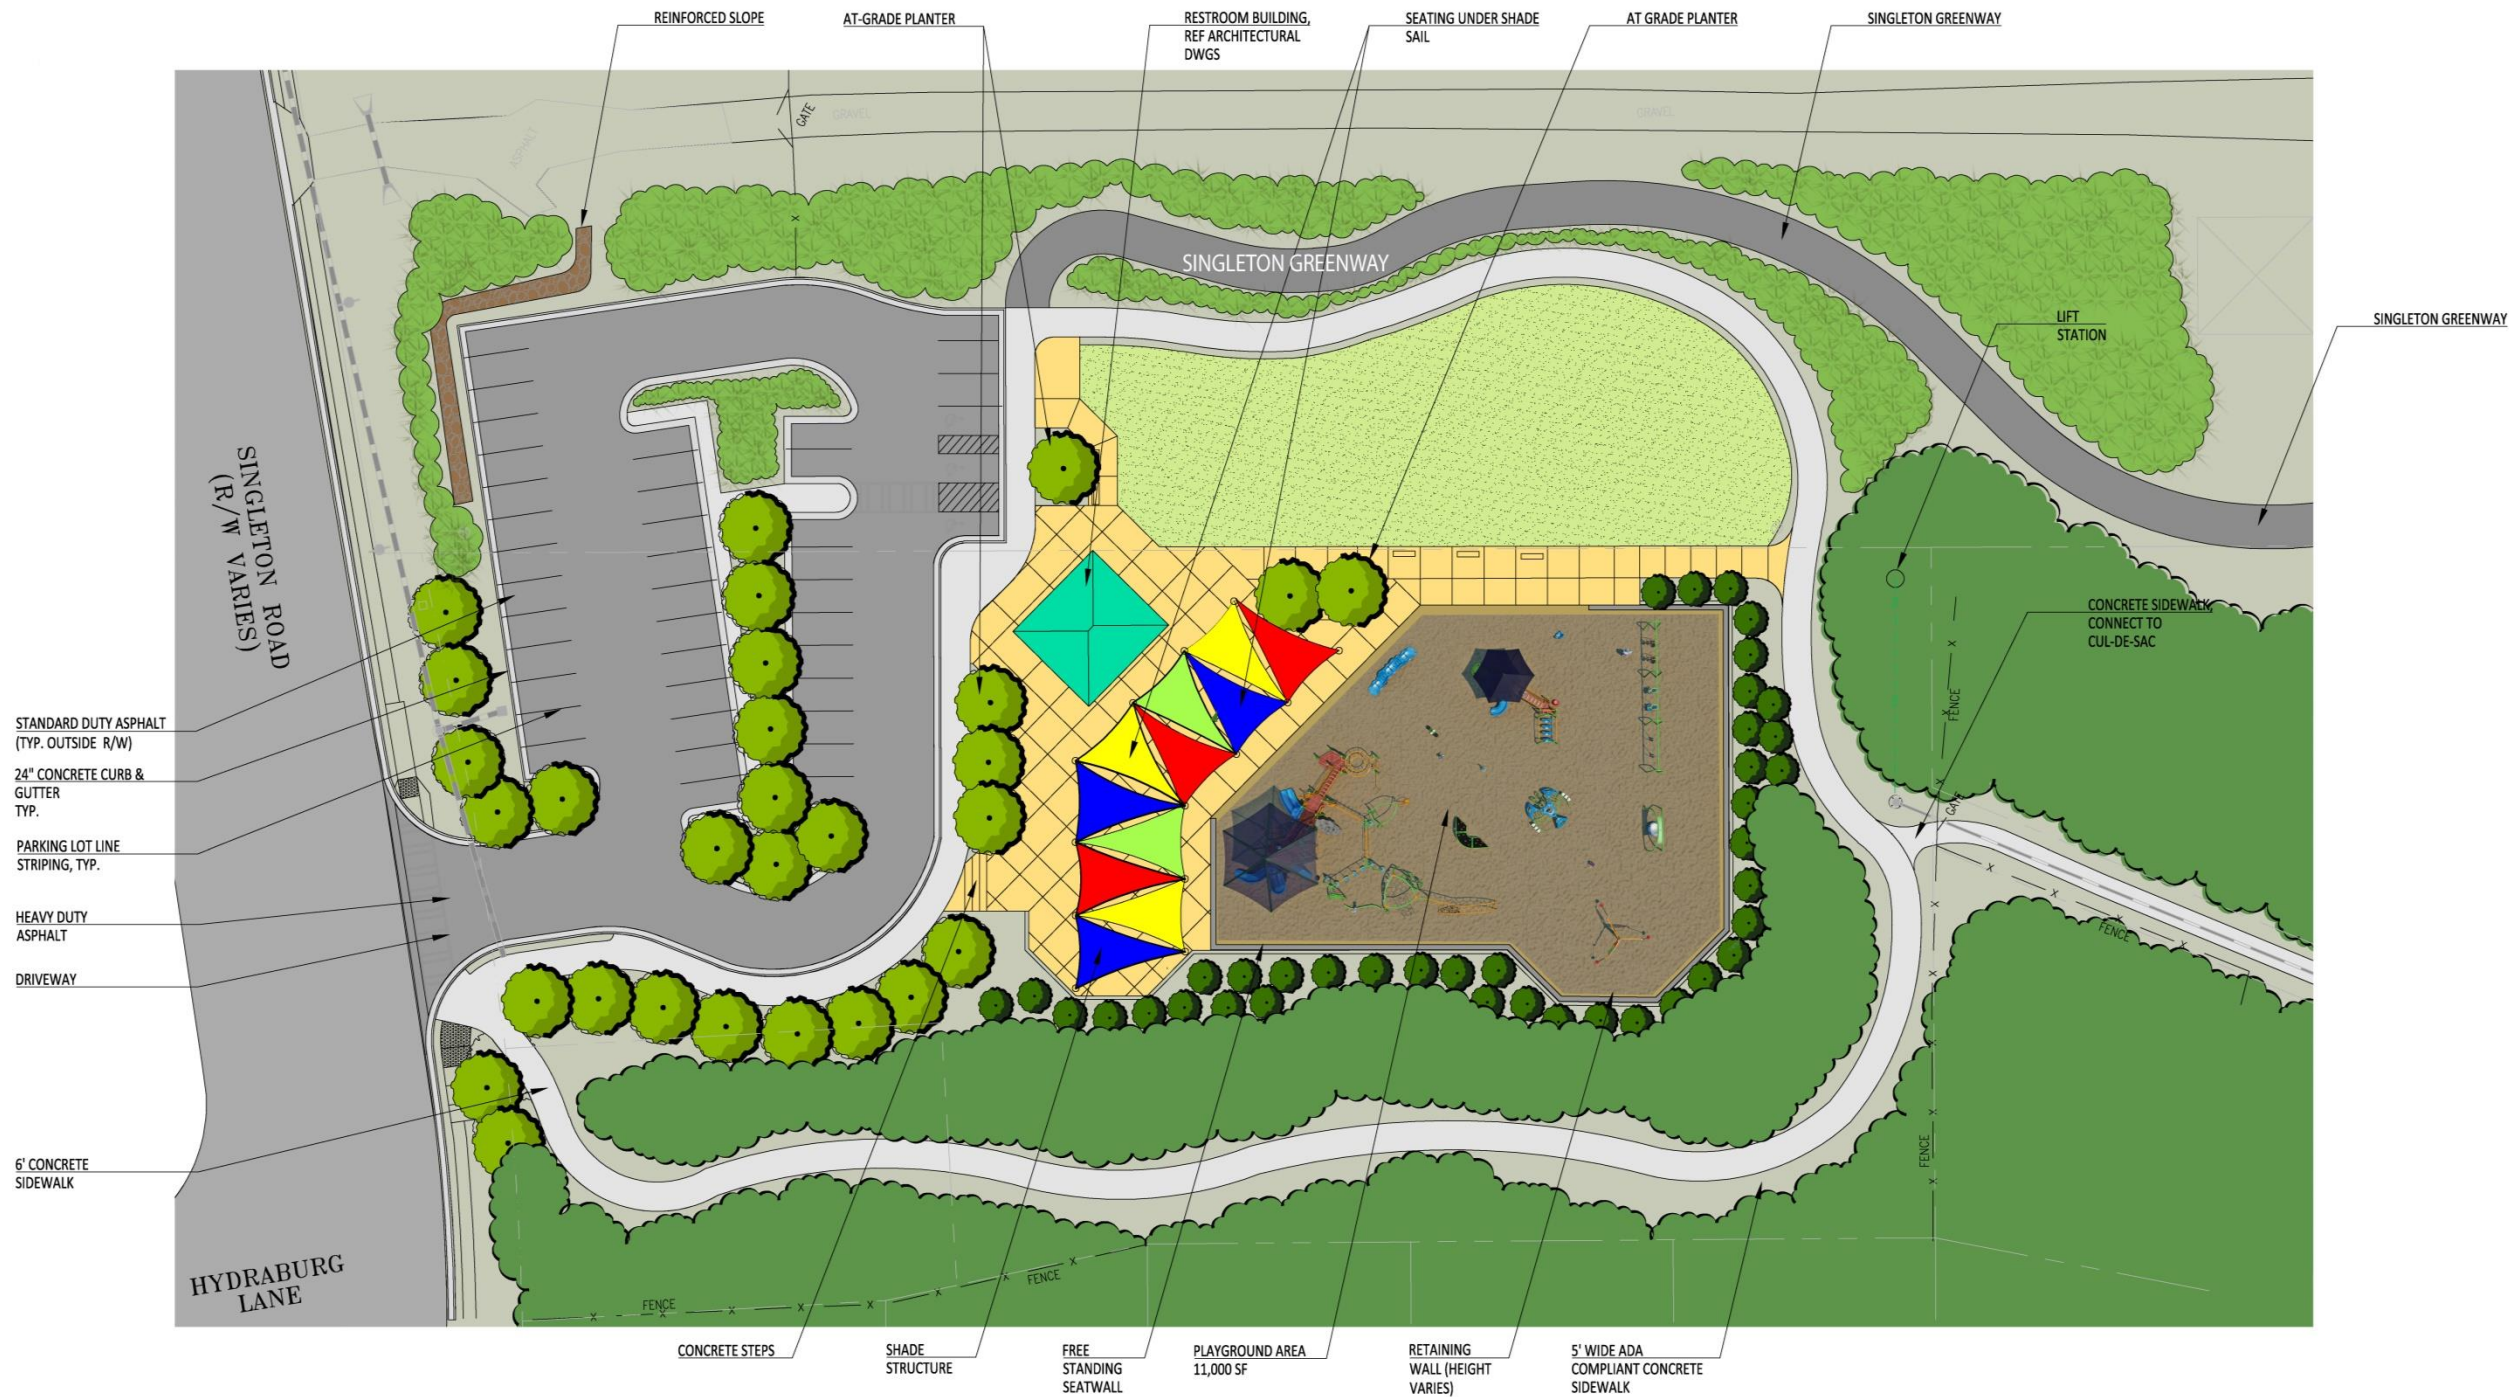 REINFORCED SLOPE
AT-GRADE PLANTER
RESTROOM BUILDING,
REF ARCHITECTURAL
DWGS
SEATING UNDER SHADE
SAIL
AT GRADE PLANTER
SINGLETON GREENWAY
GATE
GRAVEL
GRAVEL
ASPHALT
SINGLETON GREENWAY
LIFT
STATION
SINGLETON GREENWAY
SINGLETON ROAD
(R/W VARIES)
CONCRETE SIDEWALK,
CONNECT TO
CUL-DE-SAC
FENCE
STANDARD DUTY ASPHALT
(TYP. OUTSIDE R/W)
24" CONCRETE CURB &
GUTTER
TYP.
GATE
PARKING LOT LINE
STRIPING, TYP.
HEAVY DUTY
ASPHALT
FENCE
DRIVEWAY
6' CONCRETE
SIDEWALK
FENCE
HYDRABURG
LANE
FENCE
FENCE
CONCRETE STEPS
SHADE
STRUCTURE
FREE
STANDING
SEATWALL
PLAYGROUND AREA
11,000 SF
RETAINING
WALL (HEIGHT
VARIES)
5' WIDE ADA
COMPLIANT CONCRETE
SIDEWALK